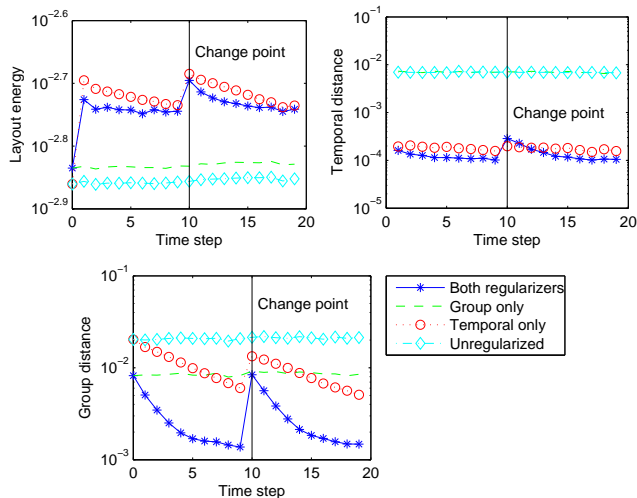 10^-2.6
10^-2.7
10^-2.8
10^-2.9
Layout energy
Change point
0 5 10 15 20
Time step
10^-1
10^-2
10^-3
10^-4
10^-5
Temporal distance
Change point
0 5 10 15 20
Time step
10^-1
10^-2
10^-3
Group distance
Change point
0 5 10 15 20
Time step
Both regularizers
Group only
Temporal only
Unregularized